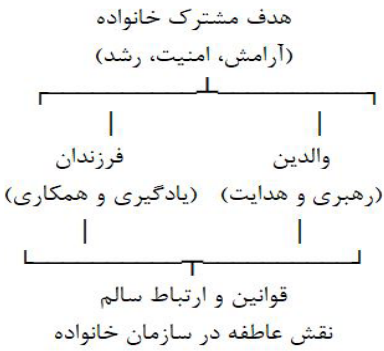 هدف مشترک خانواده
(آرامش، امنیت، رشد)
والدین فرزندان
(رهبری و هدایت) (یادگیری و همکاری)
قوانین و ارتباط سالم
نقش عاطفه در سازمان خانواده